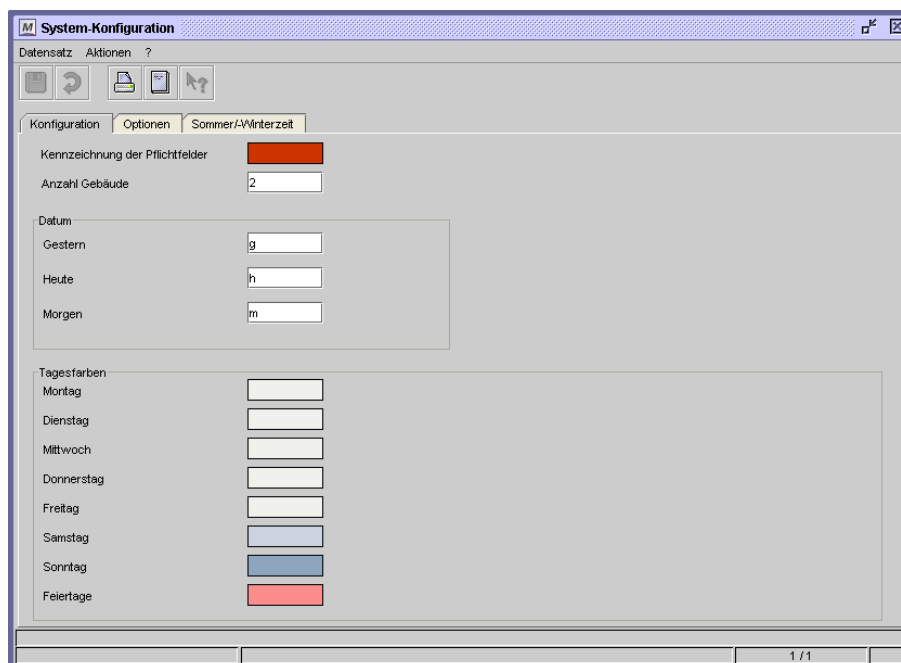 M System-Konfiguration
Datensatz Aktionen ?
Konfiguration Optionen Sommer/-Winterzeit
Kennzeichnung der Pflichtfelder
Anzahl Gebäude 2
Datum
Gestern g
Heute h
Morgen m
Tagesfarben
Montag
Dienstag
Mittwoch
Donnerstag
Freitag
Samstag
Sonntag
Feiertage
1 / 1